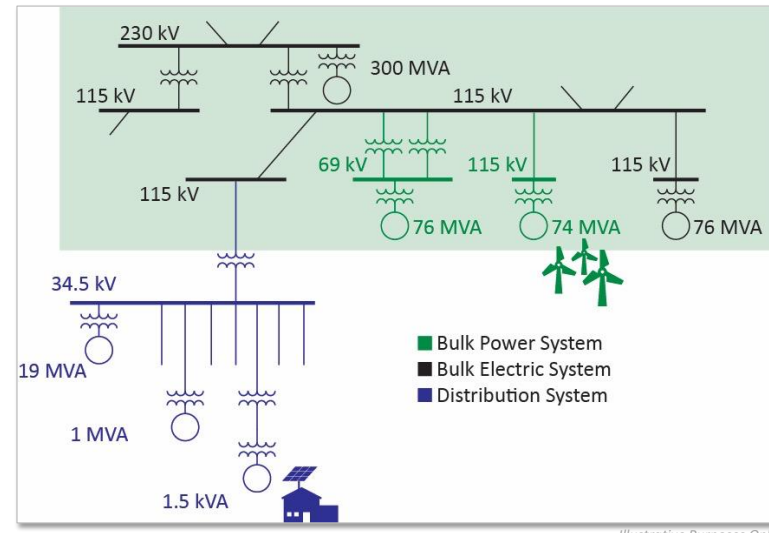 230 kV
300 MVA
115 kV
115 kV
69 kV
115 kV
115 kV
115 kV
76 MVA
74 MVA
76 MVA
34.5 kV
Bulk Power System
Bulk Electric System
Distribution System
19 MVA
1 MVA
1.5 kVA
Illustrative Purposes